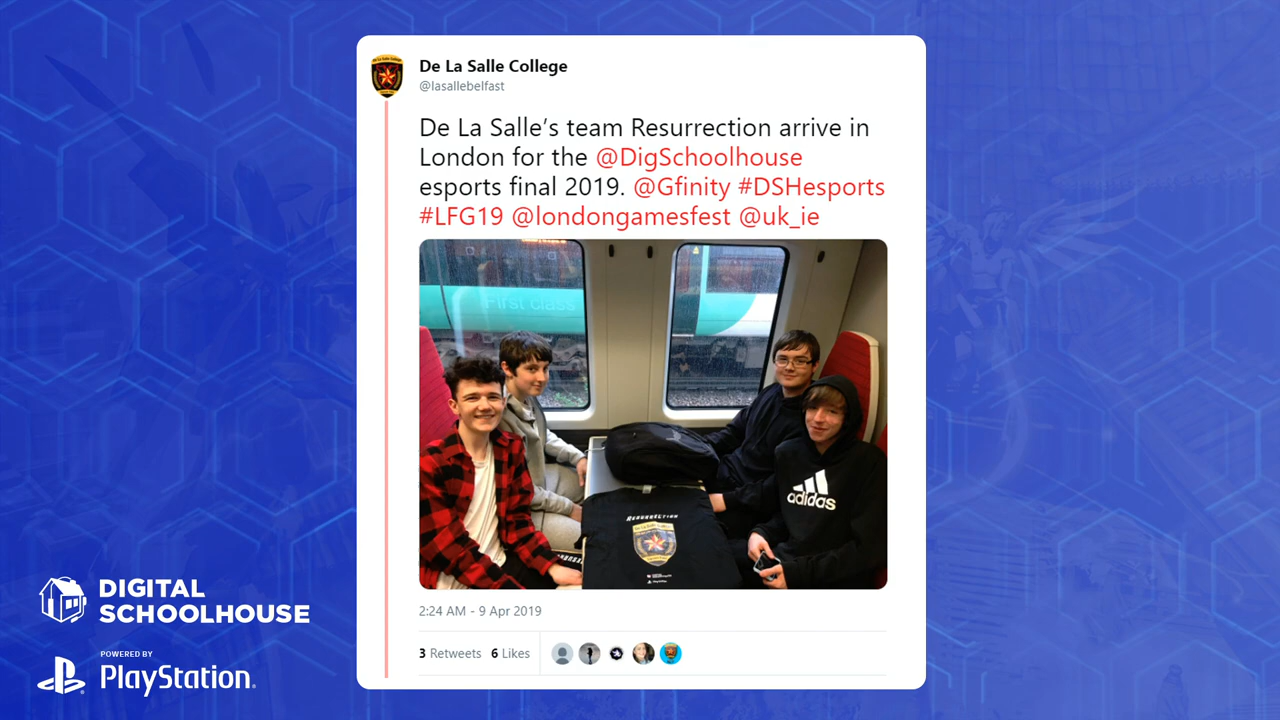 De La Salle College
@lasallebelfast
De La Salle’s team Resurrection arrive in
London for the @DigSchoolhouse
esports final 2019. @Gfinity #DSHesports
#LFG19 @londongamesfest @uk_ie
First Class
adidas
RESURRECTION
2:24 AM - 9 Apr 2019
3 Retweets 6 Likes
DIGITAL
SCHOOLHOUSE
POWERED BY
PlayStation